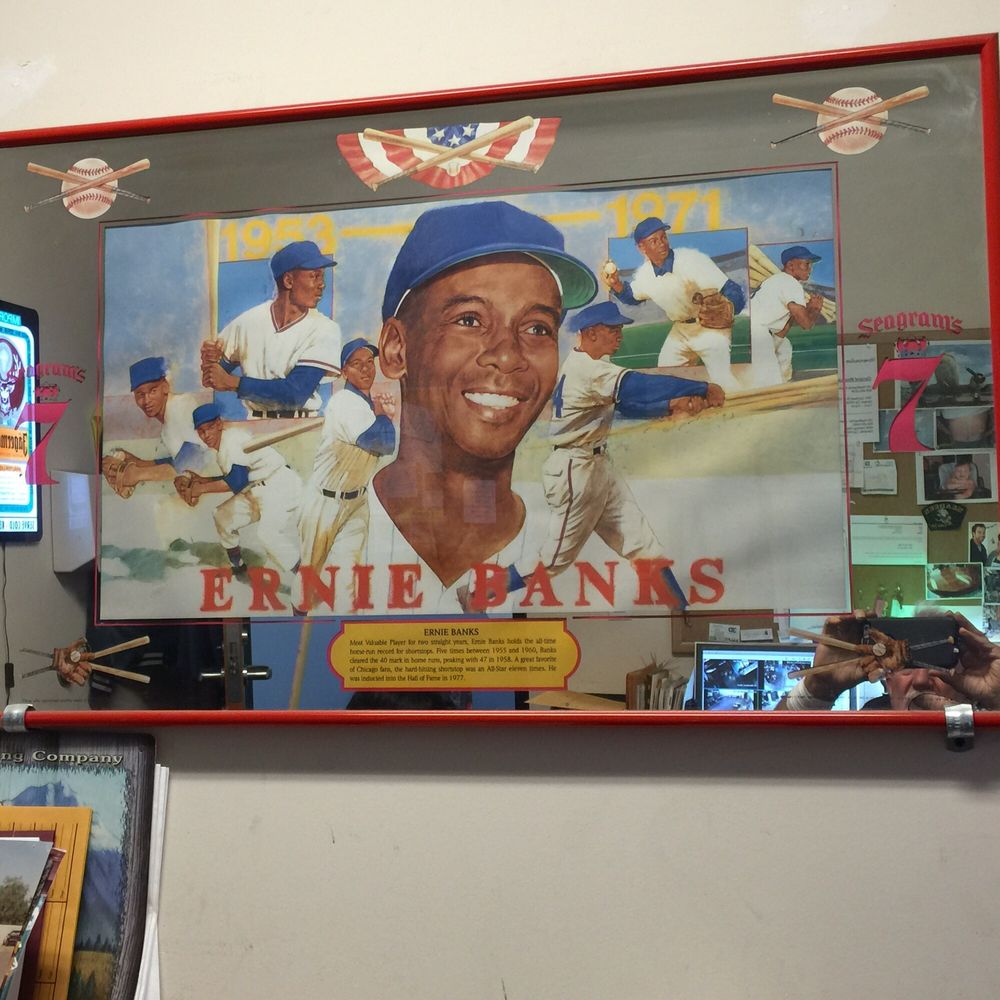 1953 1971
Seagram's
7
agram's
7
ERNIE BANKS
ERNIE BANKS
Most Valuable Player for two straight years, Ernie Banks holds the all-time
home-run record for shortstops. Five times between 1955 and 1960, Banks
cleared the 40 mark in home runs, peaking with 47 in 1958. A great favorite
of Chicago fans, the hard-hitting shortstop was an All-Star eleven times. He
was inducted into the Hall of Fame in 1977.
ng Company